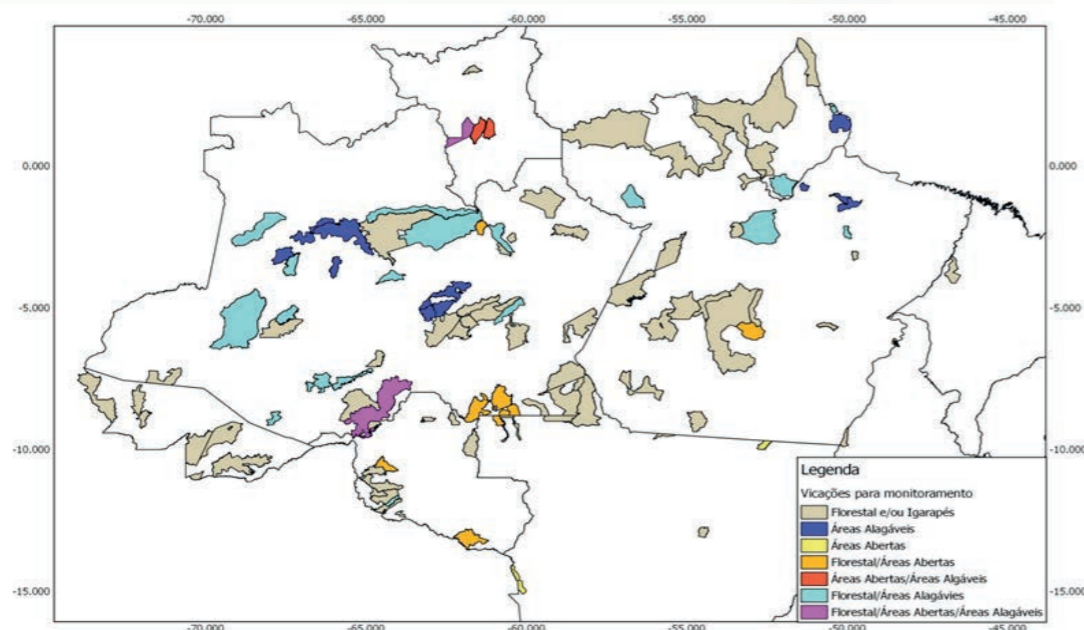 -70.000 -65.000 -60.000 -55.000 -50.000 -45.000
0.000 0.000
-5.000 -5.000
-10.000 -10.000
-15.000 -15.000
Legenda
Vicações para monitoramento
Florestal e/ou Igarapés
Áreas Alagáveis
Áreas Abertas
Florestal/Áreas Abertas
Áreas Abertas/Áreas Algáveis
Florestal/Áreas Alagávies
Florestal/Áreas Abertas/Áreas Alagáveis
-70.000 -65.000 -60.000 -55.000 -50.000 -45.000